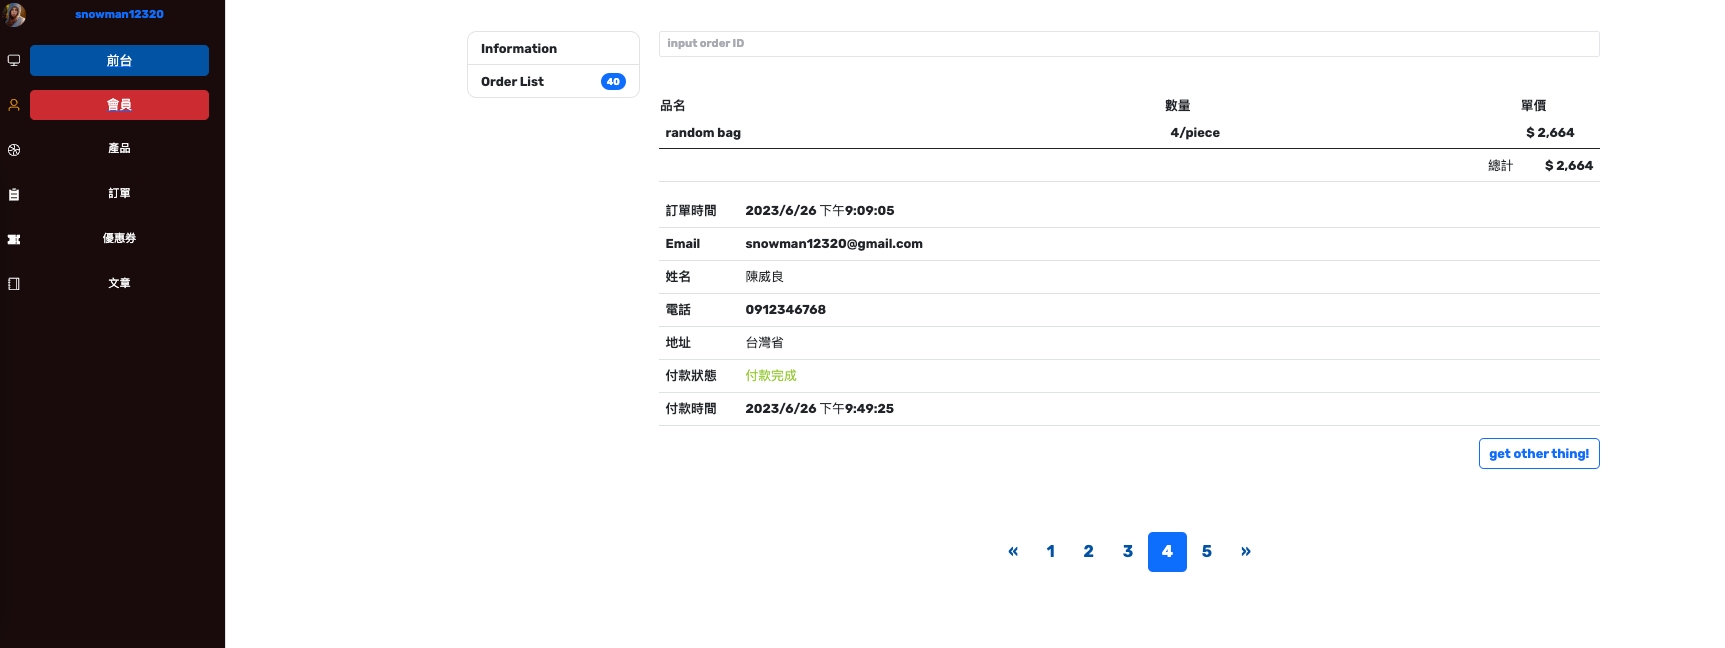 snowman12320
前台
會員
產品
訂單
優惠券
文章
Information
Order List 40
input order ID
品名 數量 單價
random bag 4/piece $ 2,664
總計 $ 2,664
訂單時間 2023/6/26 下午9:09:05
Email snowman12320@gmail.com
姓名 陳威良
電話 0912346768
地址 台灣省
付款狀態 付款完成
付款時間 2023/6/26 下午9:49:25
get other thing!
« 1 2 3 4 5 »